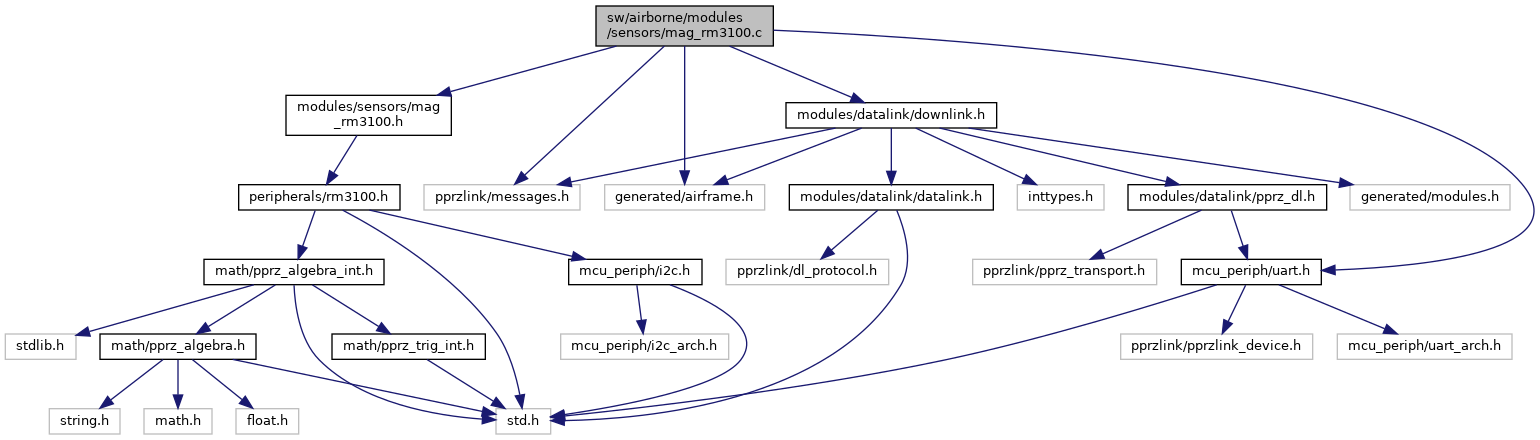 sw/airborne/modules
/sensors/mag_rm3100.c
modules/sensors/mag
_rm3100.h
modules/datalink/downlink.h
peripherals/rm3100.h
pprzlink/messages.h
generated/airframe.h
modules/datalink/datalink.h
inttypes.h
modules/datalink/pprz_dl.h
generated/modules.h
math/pprz_algebra_int.h
mcu_periph/i2c.h
pprzlink/dl_protocol.h
pprzlink/pprz_transport.h
mcu_periph/uart.h
stdlib.h
math/pprz_algebra.h
math/pprz_trig_int.h
mcu_periph/i2c_arch.h
pprzlink/pprzlink_device.h
mcu_periph/uart_arch.h
string.h
math.h
float.h
std.h